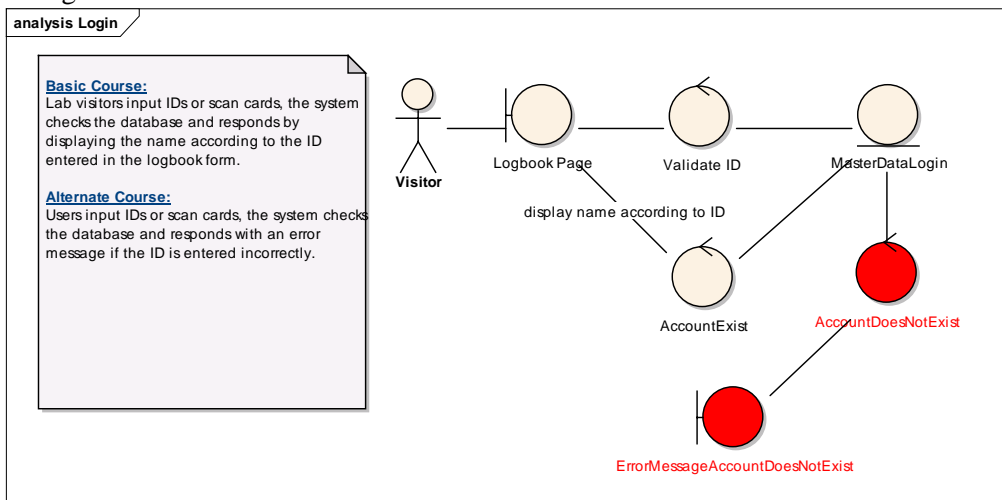 analysis Login
Basic Course:
Lab visitors input IDs or scan cards, the system
checks the database and responds by
displaying the name according to the ID
entered in the logbook form.
Alternate Course:
Users input IDs or scan cards, the system checks
the database and responds with an error
message if the ID is entered incorrectly.
Visitor
Logbook Page
Validate ID
MasterDataLogin
display name according to ID
AccountExist
AccountDoesNotExist
ErrorMessageAccountDoesNotExist